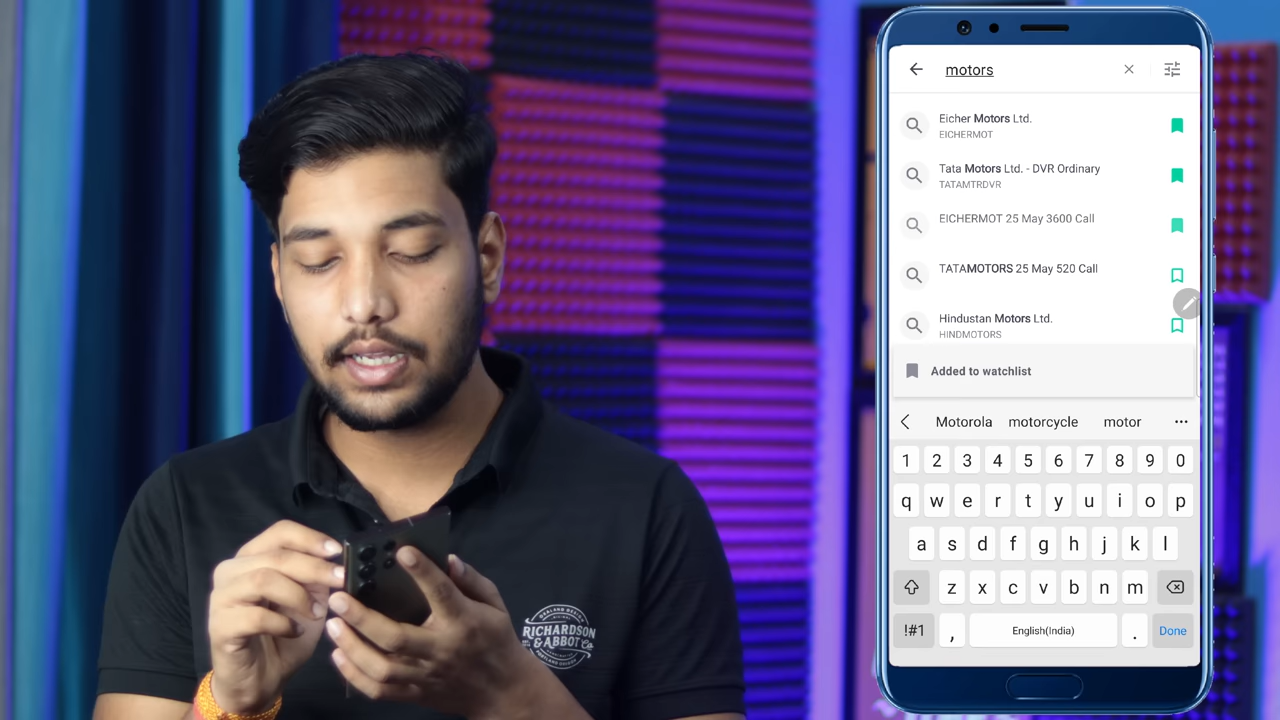 motors
Eicher Motors Ltd.
EICHERMOT
Tata Motors Ltd. - DVR Ordinary
TATAMTRDVR
EICHERMOT 25 May 3600 Call
TATAMOTORS 25 May 520 Call
Hindustan Motors Ltd.
HINDMOTORS
Added to watchlist
Motorola motorcycle motor
1 2 3 4 5 6 7 8 9 0
q w e r t y u i o p
a s d f g h j k l
z x c v b n m
!#1 , English(India) . Done
RICHARDSON
& ABBOT Co